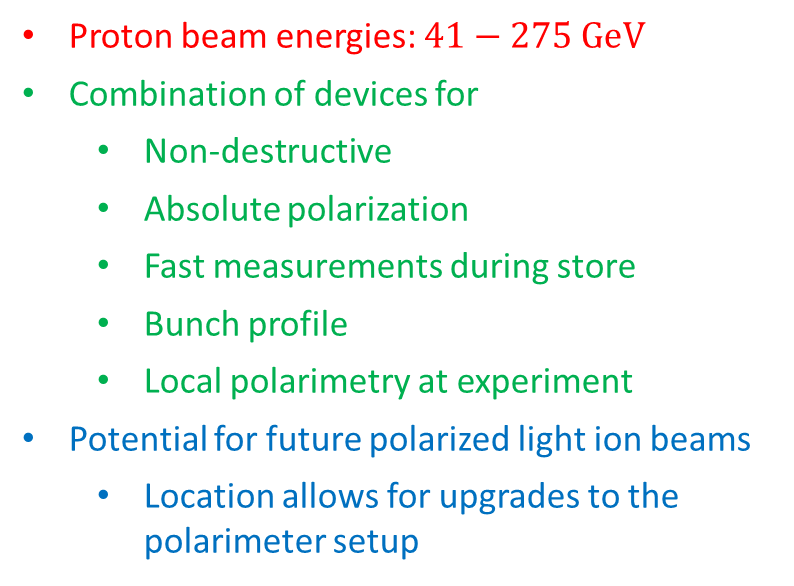 • Proton beam energies: 41 − 275 GeV
• Combination of devices for
• Non-destructive
• Absolute polarization
• Fast measurements during store
• Bunch profile
• Local polarimetry at experiment
• Potential for future polarized light ion beams
• Location allows for upgrades to the
polarimeter setup